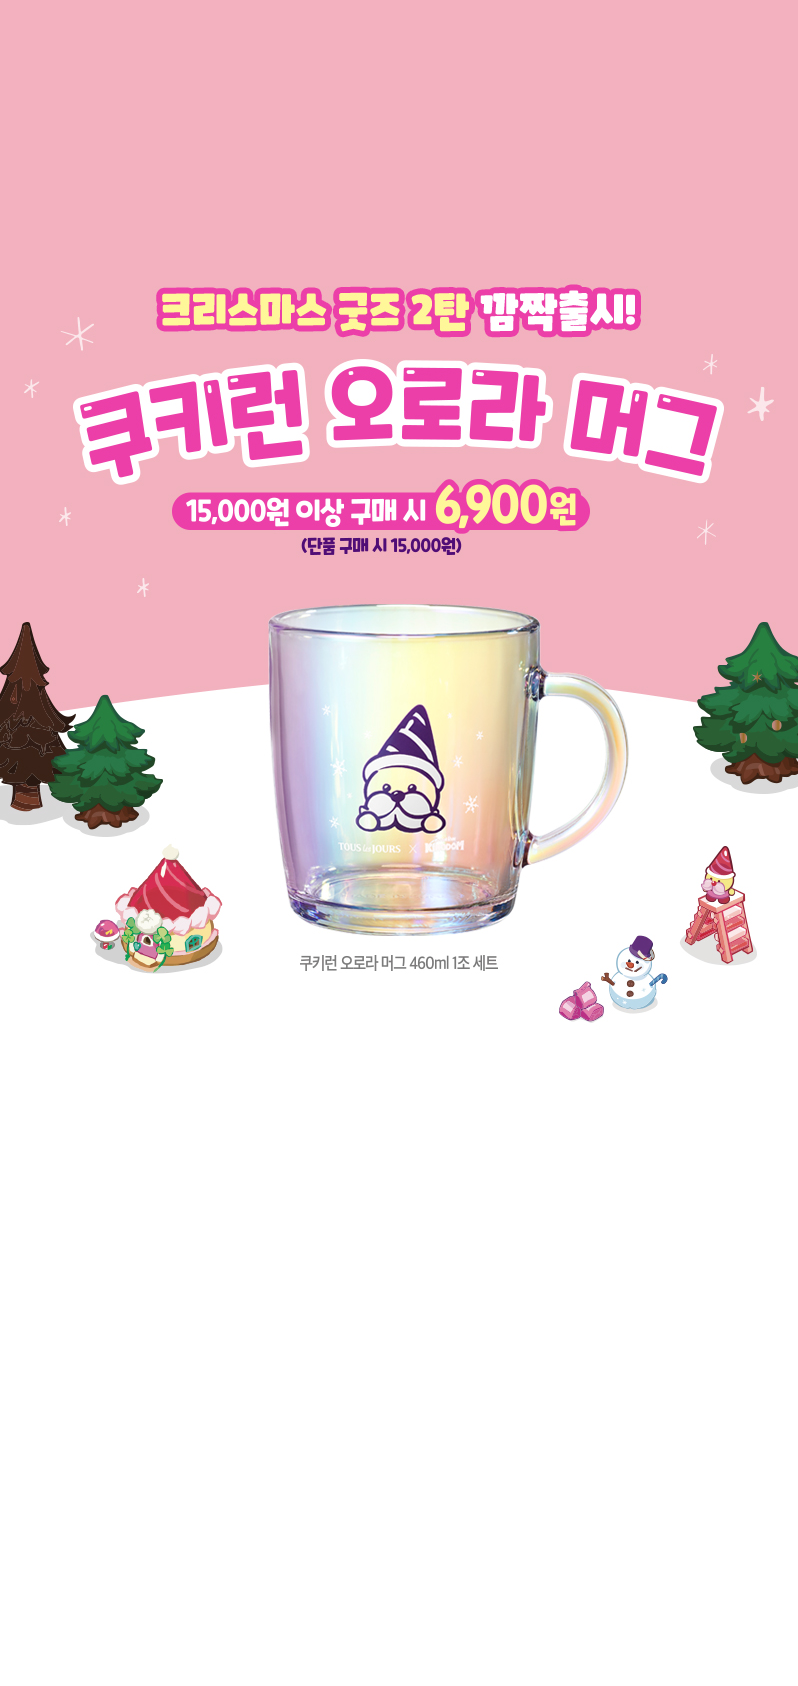 크리스마스 굿즈 2탄 깜짝출시!
쿠키런 오로라 머그
15,000원 이상 구매 시 6,900원
(단품 구매 시 15,000원)
TOUS les JOURS ×
쿠키런 오로라 머그 460ml 1조 세트